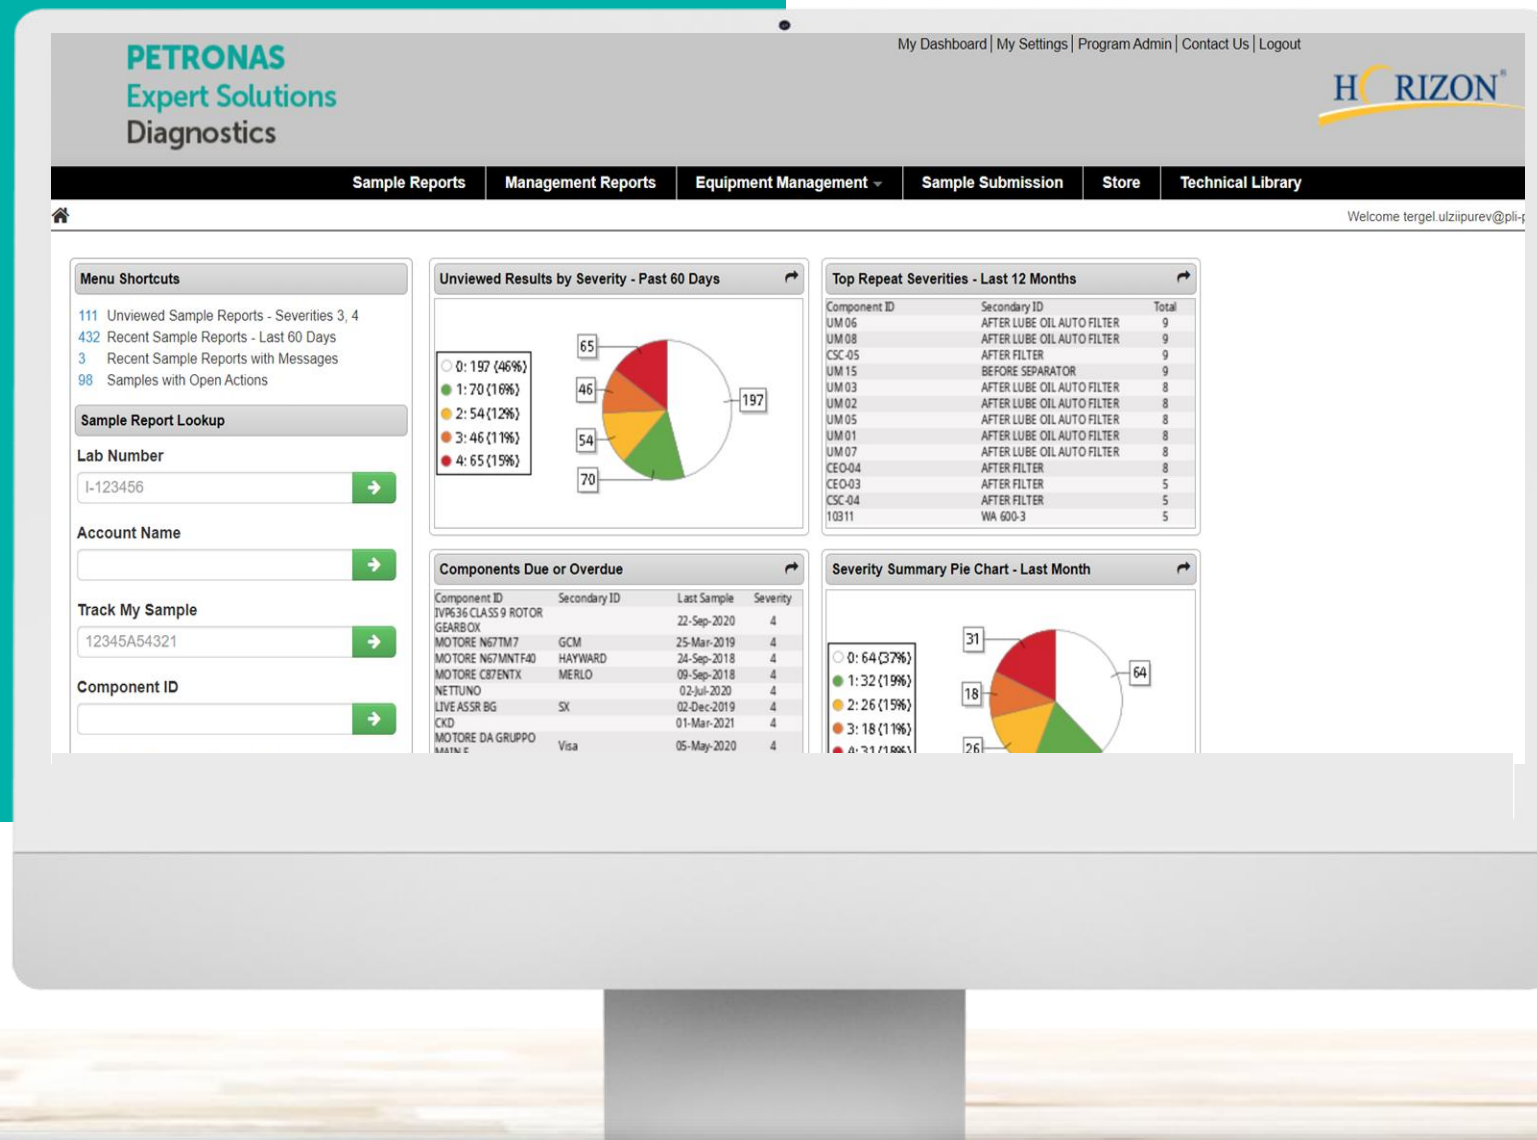 PETRONAS
Expert Solutions
Diagnostics
My Dashboard | My Settings | Program Admin | Contact Us | Logout
HORIZON®
Sample Reports Management Reports Equipment Management Sample Submission Store Technical Library
Welcome tergel.ulziipurev@pli-
Menu Shortcuts
111 Unviewed Sample Reports - Severities 3, 4
432 Recent Sample Reports - Last 60 Days
3 Recent Sample Reports with Messages
98 Samples with Open Actions
Sample Report Lookup
Lab Number
I-123456
Account Name
Track My Sample
12345A54321
Component ID
Unviewed Results by Severity - Past 60 Days
0: 197 {46%}
1: 70 {16%}
2: 54 {12%}
3: 46 {11%}
4: 65 {15%}
65
46
54
70
197
Top Repeat Severities - Last 12 Months
Component ID Secondary ID Total
UM 06 AFTER LUBE OIL AUTO FILTER 9
UM 08 AFTER LUBE OIL AUTO FILTER 9
CSC-05 AFTER FILTER 9
UM 15 BEFORE SEPARATOR 9
UM 03 AFTER LUBE OIL AUTO FILTER 8
UM 02 AFTER LUBE OIL AUTO FILTER 8
UM 05 AFTER LUBE OIL AUTO FILTER 8
UM 01 AFTER LUBE OIL AUTO FILTER 8
UM 07 AFTER LUBE OIL AUTO FILTER 8
CEO-04 AFTER FILTER 8
CEO-03 AFTER FILTER 5
CSC-04 AFTER FILTER 5
10311 WA 600-3 5
Components Due or Overdue
Component ID Secondary ID Last Sample Severity
IVP636 CLASS 9 ROTOR
GEARBOX 22-Sep-2020 4
MOTORE N67TM7 GCM 25-Mar-2019 4
MOTORE N67MNTF40 HAYWARD 24-Sep-2018 4
MOTORE C87ENTX MERLO 09-Sep-2018 4
NETTUNO 02-Jul-2020 4
LIVE ASSR BG SX 02-Dec-2019 4
CKD 01-Mar-2021 4
MOTORE DA GRUPPO
MAIN F Visa 05-May-2020 4
Severity Summary Pie Chart - Last Month
0: 64 {37%}
1: 32 {19%}
2: 26 {15%}
3: 18 {11%}
4: 31 {18%}
31
18
26
64